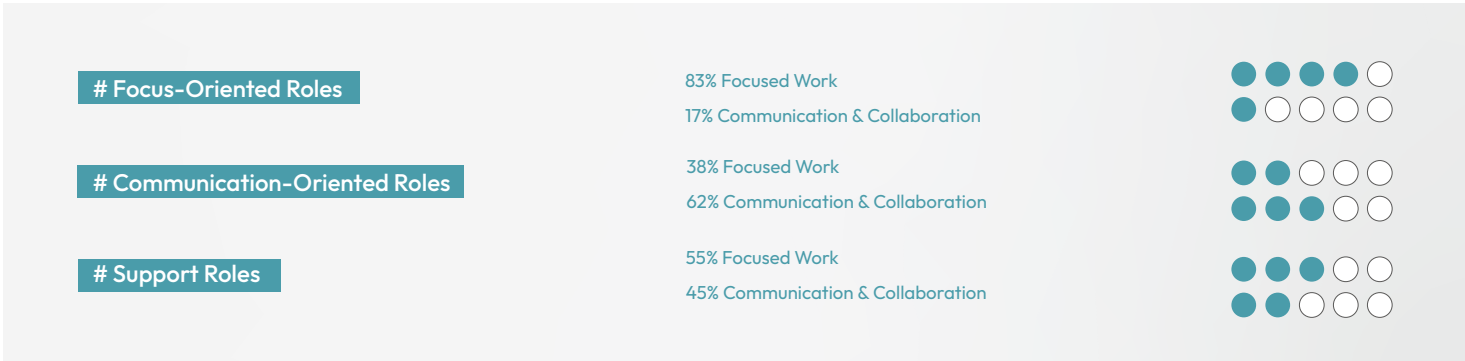 # Focus-Oriented Roles
83% Focused Work
17% Communication & Collaboration
# Communication-Oriented Roles
38% Focused Work
62% Communication & Collaboration
# Support Roles
55% Focused Work
45% Communication & Collaboration